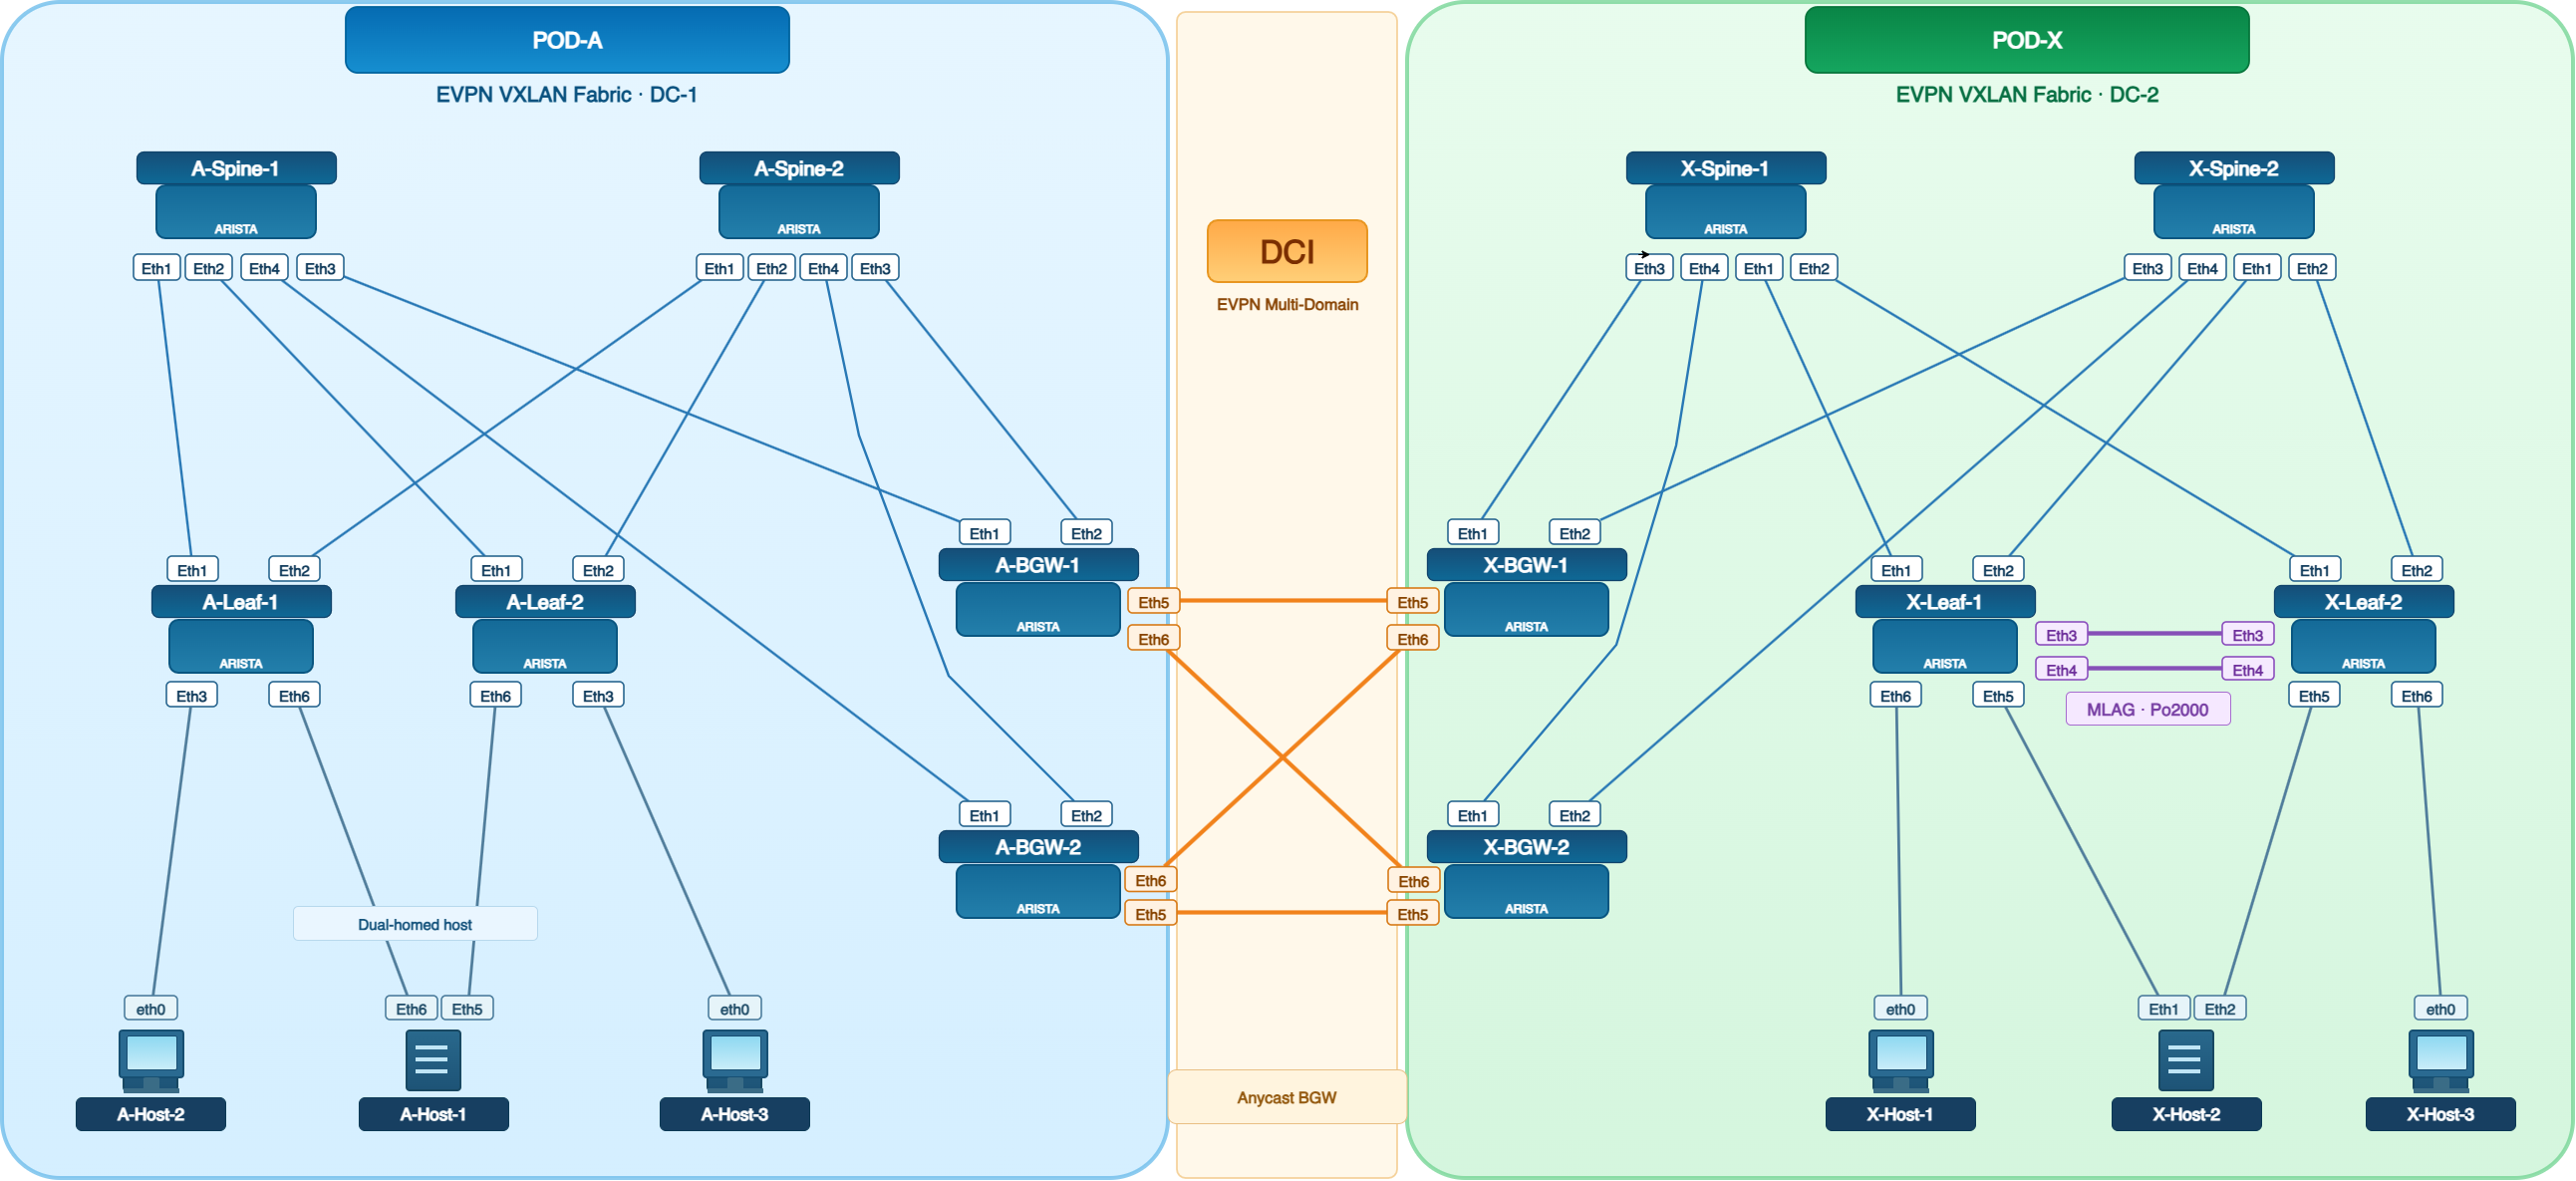 POD-A
EVPN VXLAN Fabric · DC-1
POD-X
EVPN VXLAN Fabric · DC-2
A-Spine-1
ARISTA
A-Spine-2
ARISTA
X-Spine-1
ARISTA
X-Spine-2
ARISTA
DCI
EVPN Multi-Domain
Eth1 Eth2 Eth4 Eth3
Eth1 Eth2 Eth4 Eth3
Eth3 Eth4 Eth1 Eth2
Eth3 Eth4 Eth1 Eth2
Eth1 Eth2
A-BGW-1
ARISTA
Eth5
Eth6
Eth1 Eth2
X-BGW-1
ARISTA
Eth5
Eth6
Eth1 Eth2
A-Leaf-1
ARISTA
Eth3 Eth6
Eth1 Eth2
A-Leaf-2
ARISTA
Eth6 Eth3
Eth1 Eth2
X-Leaf-1
ARISTA
Eth6 Eth5
Eth3 Eth3
Eth4 Eth4
MLAG · Po2000
Eth1 Eth2
X-Leaf-2
ARISTA
Eth5 Eth6
Eth1 Eth2
A-BGW-2
ARISTA
Eth6
Eth5
Eth1 Eth2
X-BGW-2
ARISTA
Eth6
Eth5
Dual-homed host
eth0
A-Host-2
Eth6 Eth5
A-Host-1
eth0
A-Host-3
Anycast BGW
eth0
X-Host-1
Eth1 Eth2
X-Host-2
eth0
X-Host-3